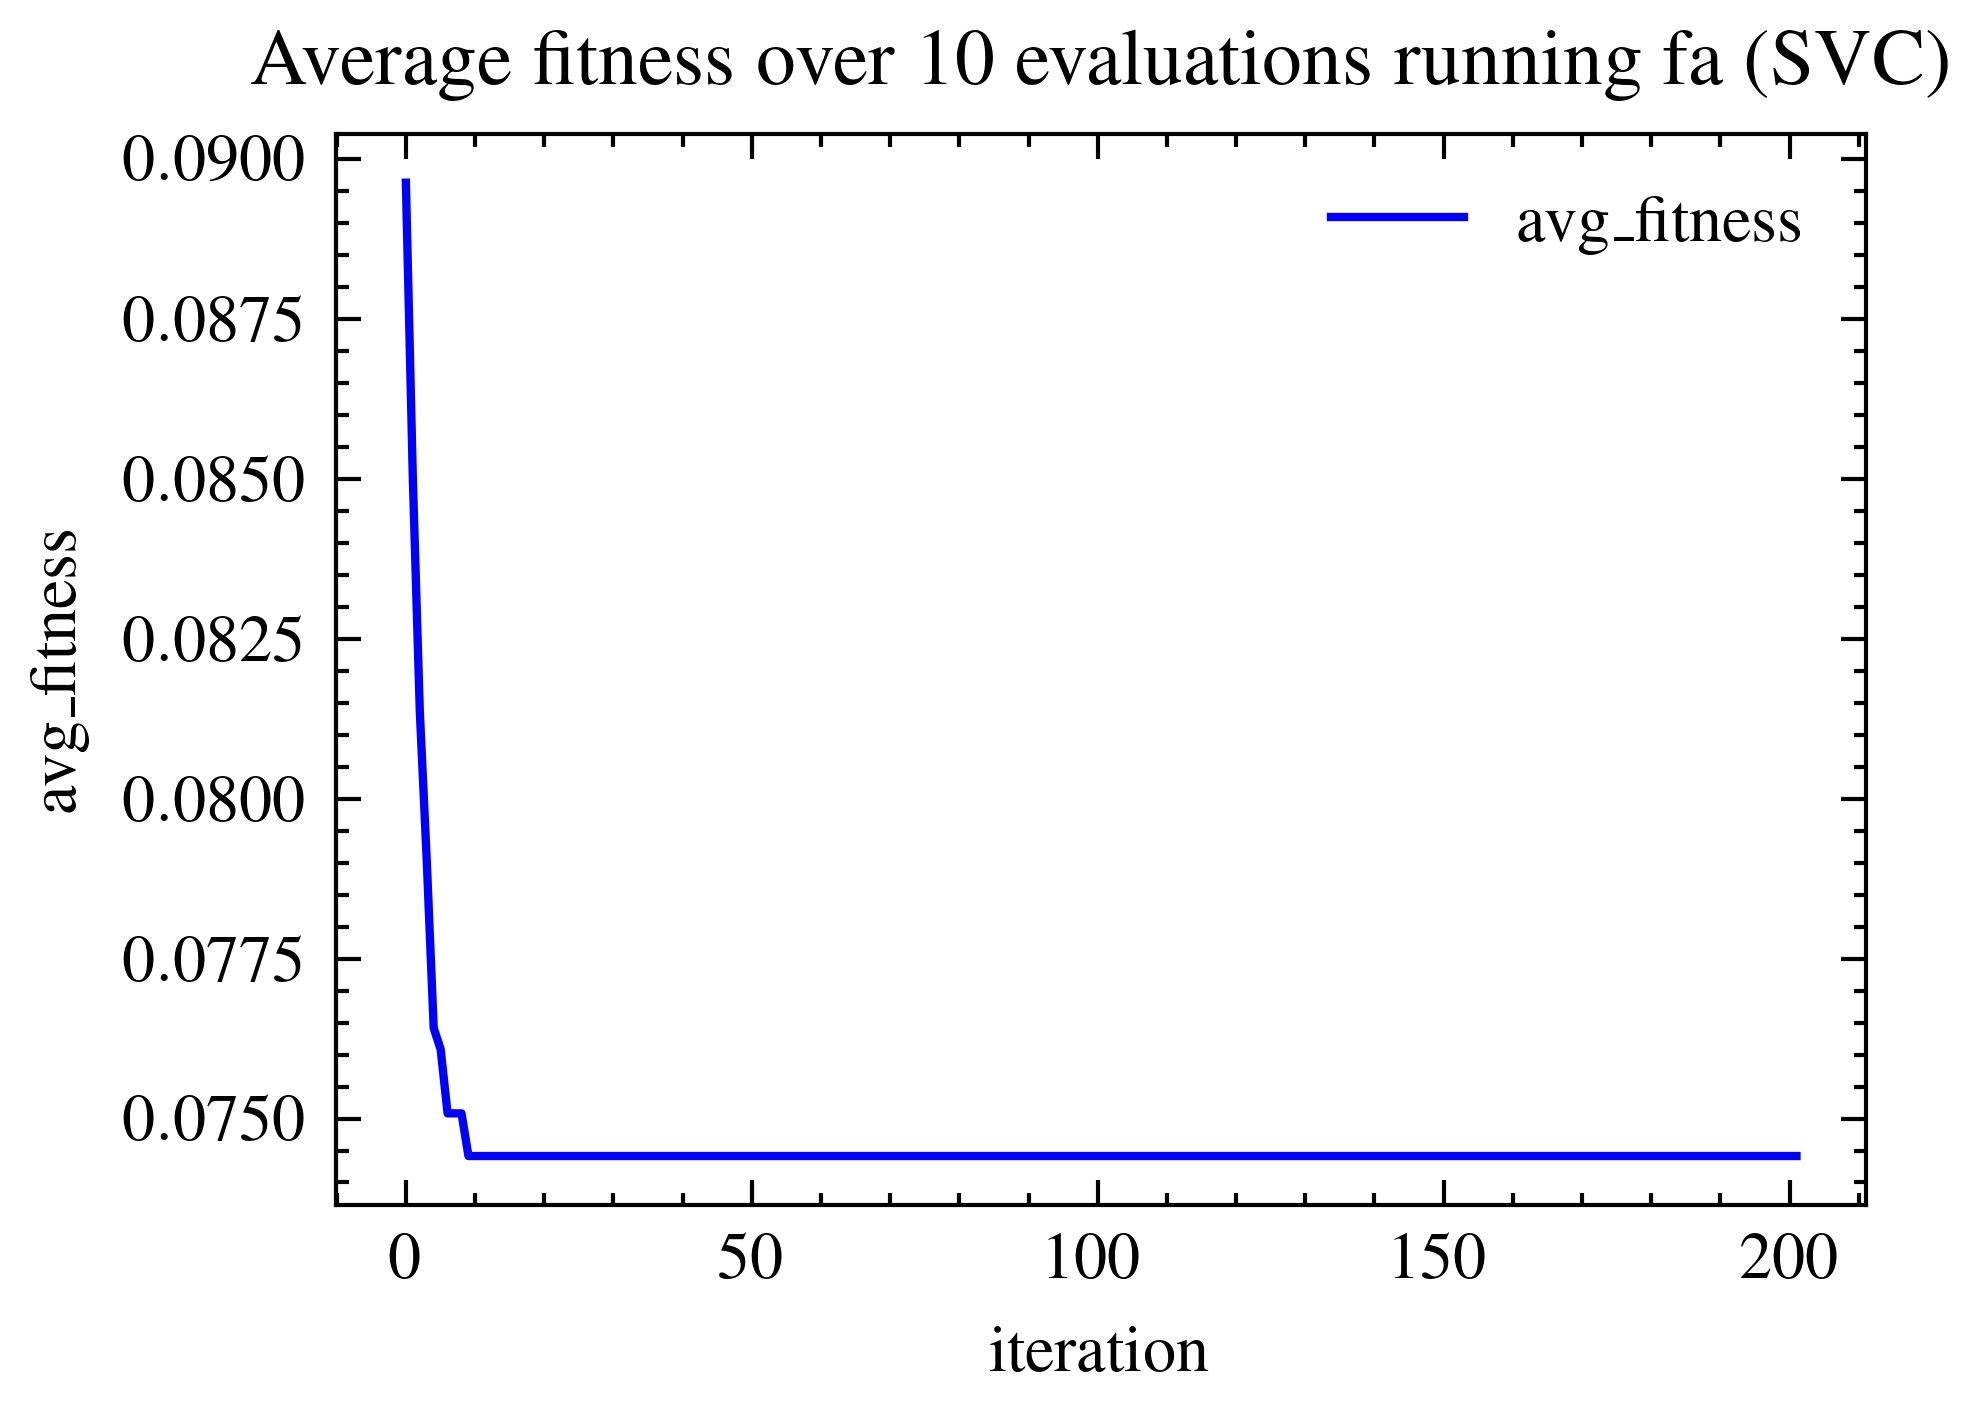 Average fitness over 10 evaluations running fa (SVC)
avg_fitness
0.0900
0.0875
0.0850
0.0825
0.0800
0.0775
0.0750
avg_fitness
0 50 100 150 200
iteration